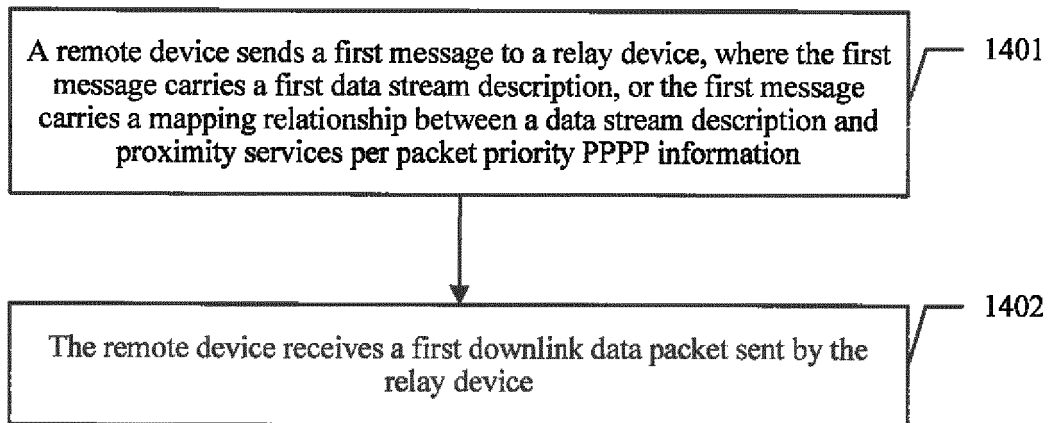 A remote device sends a first message to a relay device, where the first
message carries a first data stream description, or the first message
carries a mapping relationship between a data stream description and
proximity services per packet priority PPPP information
1401
The remote device receives a first downlink data packet sent by the
relay device
1402